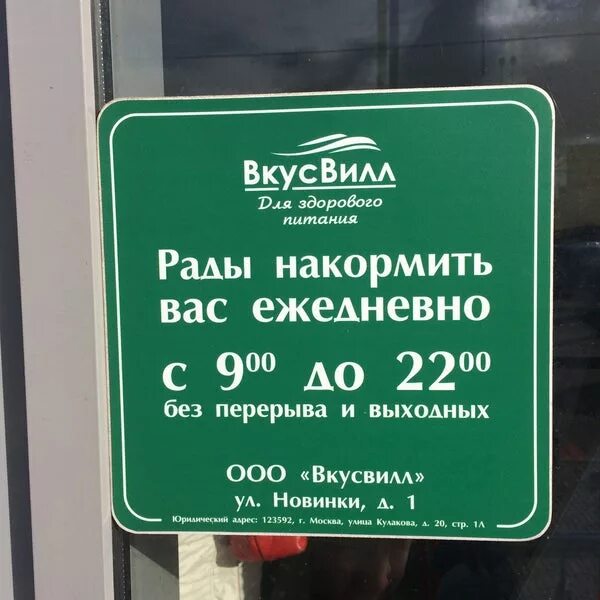 ВкусВилл
Для здорового
питания
Рады накормить
вас ежедневно
с 9⁰⁰ до 22⁰⁰
без перерыва и выходных
ООО «Вкусвилл»
ул. Новинки, д. 1
Юридический адрес: 123592, г. Москва, улица Кулакова, д. 20, стр. 1Л